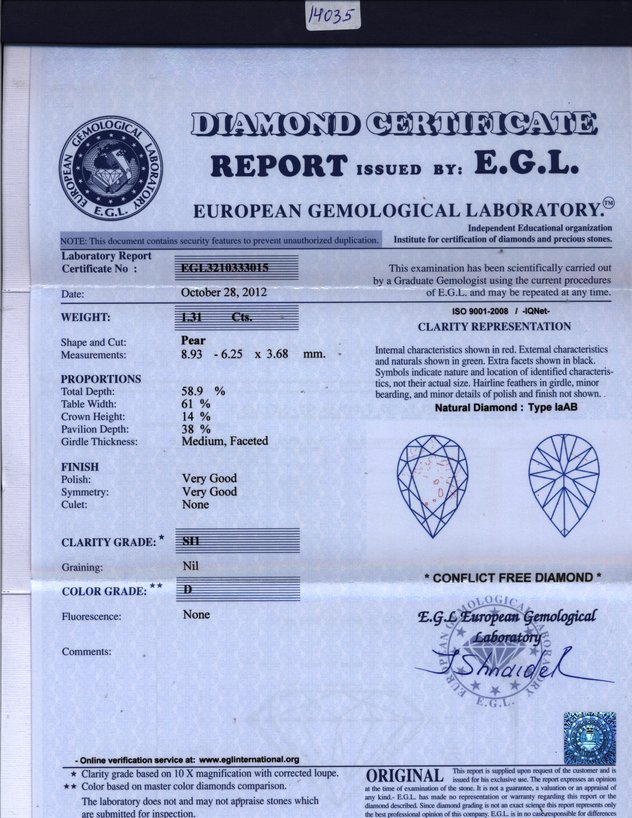 14035
DIAMOND CERTIFICATE
REPORT ISSUED BY: E.G.L.
EUROPEAN GEMOLOGICAL LABORATORY.™
EUROPEAN GEMOLOGICAL LABORATORY
E.G.L.
Independent Educational organization
Institute for certification of diamonds and precious stones.
NOTE: This document contains security features to prevent unauthorized duplication.
Laboratory Report
Certificate No : EGL3210333015
Date: October 28, 2012
WEIGHT: 1.31 Cts.
Shape and Cut: Pear
Measurements: 8.93 - 6.25 x 3.68 mm.
PROPORTIONS
Total Depth: 58.9 %
Table Width: 61 %
Crown Height: 14 %
Pavilion Depth: 38 %
Girdle Thickness: Medium, Faceted
FINISH
Polish: Very Good
Symmetry: Very Good
Culet: None
CLARITY GRADE: * SI1
Graining: Nil
COLOR GRADE: ** D
Fluorescence: None
Comments:
This examination has been scientifically carried out
by a Graduate Gemologist using the current procedures
of E.G.L. and may be repeated at any time.
ISO 9001-2008 / -IQNet-
CLARITY REPRESENTATION
Internal characteristics shown in red. External characteristics
and naturals shown in green. Extra facets shown in black.
Symbols indicate nature and location of identified characteris-
tics, not their actual size. Hairline feathers in girdle, minor
bearding, and minor details of polish and finish not shown.
Natural Diamond : Type IaAB
* CONFLICT FREE DIAMOND *
E.G.L European Gemological
Laboratory
EUROPEAN GEMOLOGICAL LABORATORY
E.G.L.
- Online verification service at: www.eglinternational.org
* Clarity grade based on 10 X magnification with corrected loupe.
** Color based on master color diamonds comparison.
The laboratory does not and may not appraise stones which
are submitted for inspection.
ORIGINAL This report is supplied upon request of the customer and is
issued for his exclusive use. The report expresses an opinion
at the time of examination of the stone. It is not a guarantee, a valuation or an appraisal of
any kind.- E.G.L. has made no representation or warranty regarding this report or the
diamond described. Since diamond grading is not an exact science this report represents only
the best professional opinion of this company. E.G.L. is in no case responsible for differences